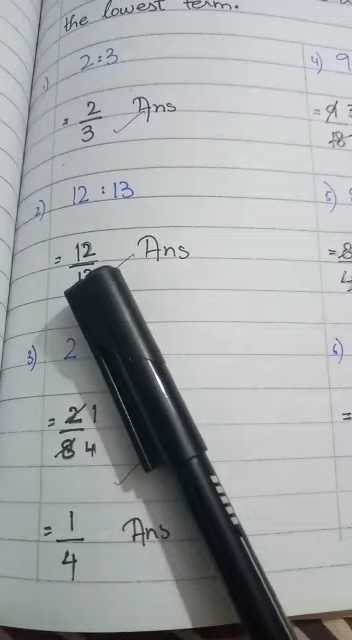 the lowest term.
1) 2:3
= 2/3 Ans
2) 12 : 13
= 12/13 Ans
3) 2
= 2 1 / 8 4
= 1/4 Ans
4) 9
= 9
18
5)
= 8
4
6)
=